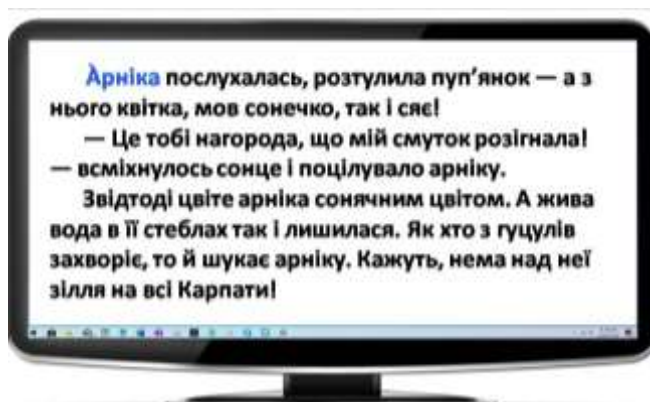 А̀рніка послухалась, розтулила пуп’янок — а з
нього квітка, мов сонечко, так і сяє!
— Це тобі нагорода, що мій смуток розігнала!
— всміхнулось сонце і поцілувало арніку.
Звідтоді цвіте арніка сонячним цвітом. А жива
вода в її стеблах так і лишилася. Як хто з гуцулів
захворіє, то й шукає арніку. Кажуть, нема над неї
зілля на всі Карпати!